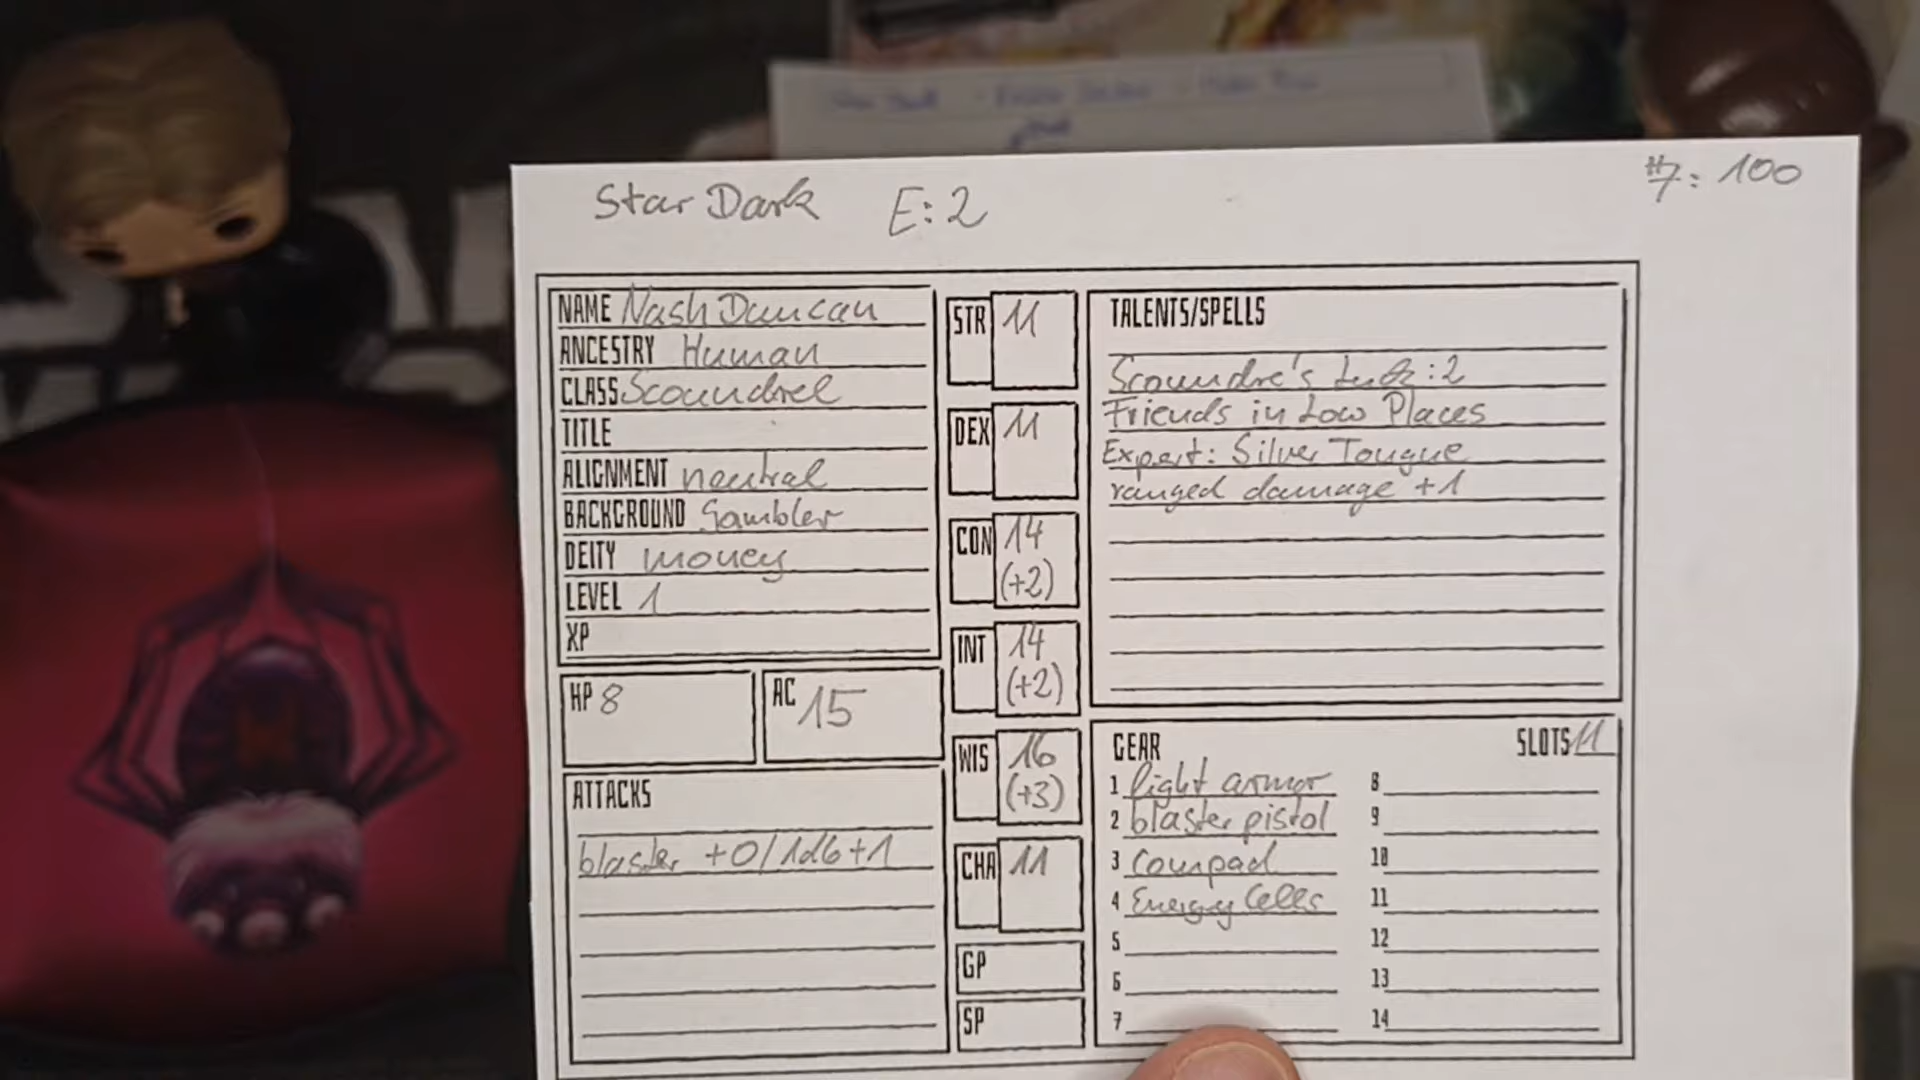 Star Dark E:2
#7: 100
NAME Nash Duncan
ANCESTRY Human
CLASS Scoundrel
TITLE
ALIGNMENT neutral
BACKGROUND Gambler
DEITY money
LEVEL 1
XP
HP 8
AC 15
ATTACKS
blaster +0/1d6+1
STR 11
DEX 11
CON 14
(+2)
INT 14
(+2)
WIS 16
(+3)
CHA 11
GP
SP
TALENTS/SPELLS
Scoundre's Luck:2
Friends in Low Places
Expert: Silver Tongue
ranged damage +1
GEAR
SLOTS 11
1 light armor
2 blaster pistol
3 compad
4 Energy Cells
5
6
7
8
9
10
11
12
13
14